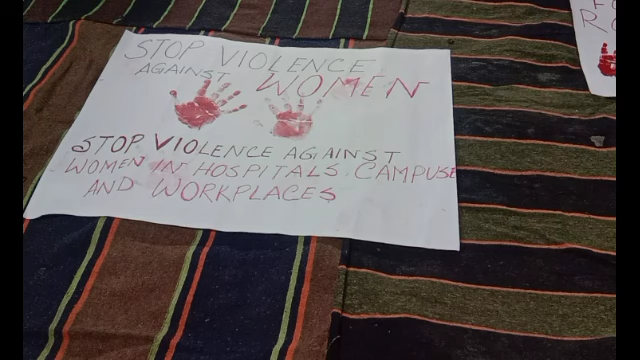 STOP VIOLENCE
AGAINST WOMEN
STOP VIOLENCE AGAINST
WOMEN IN HOSPITALS. CAMPUSE
AND WORKPLACES